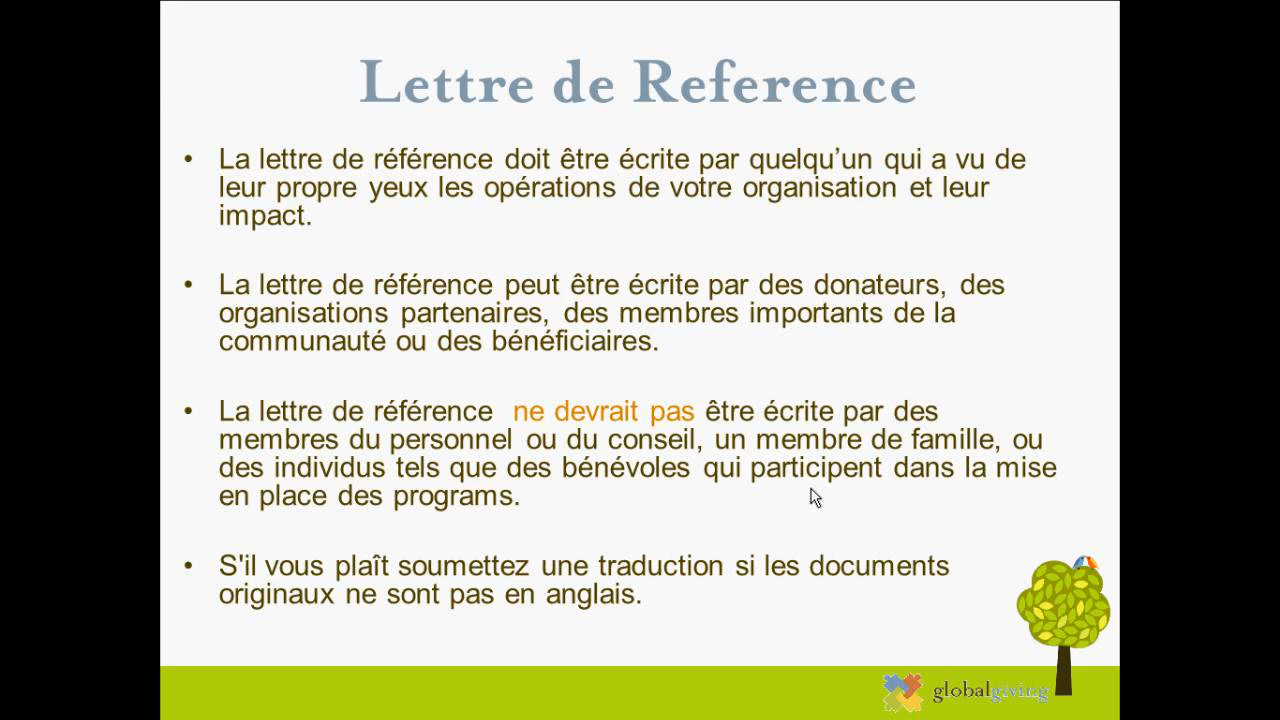 Lettre de Reference
• La lettre de référence doit être écrite par quelqu’un qui a vu de
leur propre yeux les opérations de votre organisation et leur
impact.
• La lettre de référence peut être écrite par des donateurs, des
organisations partenaires, des membres importants de la
communauté ou des bénéficiaires.
• La lettre de référence ne devrait pas être écrite par des
membres du personnel ou du conseil, un membre de famille, ou
des individus tels que des bénévoles qui participent dans la mise
en place des programs.
• S'il vous plaît soumettez une traduction si les documents
originaux ne sont pas en anglais.
globalgiving